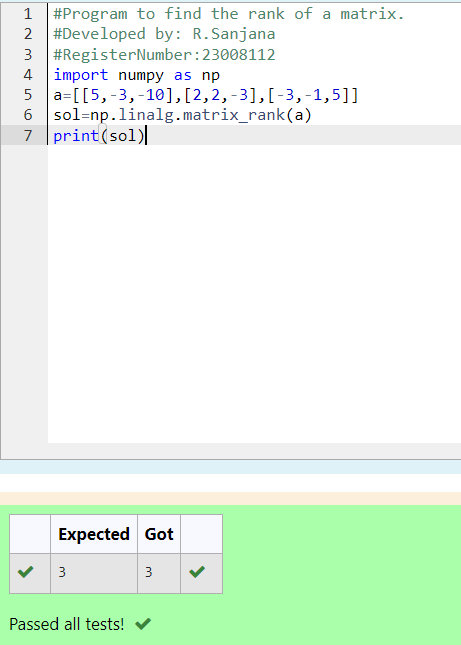 1 #Program to find the rank of a matrix.
2 #Developed by: R.Sanjana
3 #RegisterNumber:23008112
4 import numpy as np
5 a=[[5,-3,-10],[2,2,-3],[-3,-1,5]]
6 sol=np.linalg.matrix_rank(a)
7 print(sol)
Expected Got
3 3
Passed all tests!